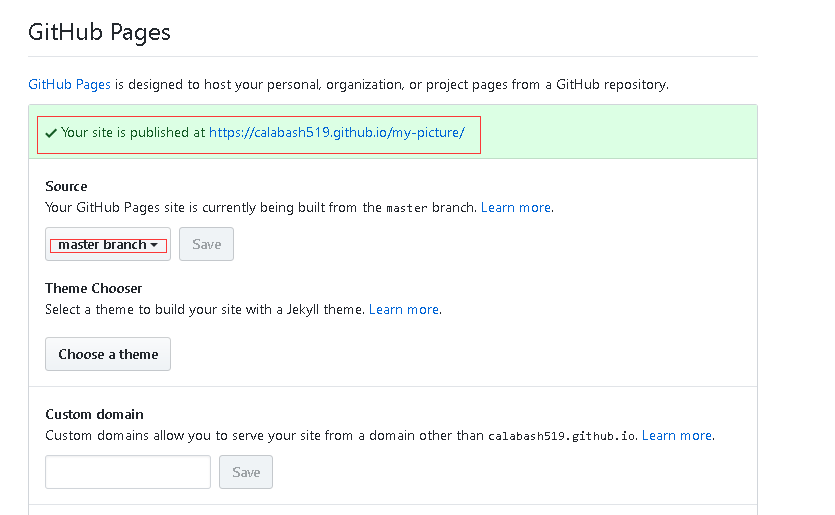 GitHub Pages
GitHub Pages is designed to host your personal, organization, or project pages from a GitHub repository.
Your site is published at https://calabash519.github.io/my-picture/
Source
Your GitHub Pages site is currently being built from the master branch. Learn more.
master branch
Save
Theme Chooser
Select a theme to build your site with a Jekyll theme. Learn more.
Choose a theme
Custom domain
Custom domains allow you to serve your site from a domain other than calabash519.github.io. Learn more.
Save